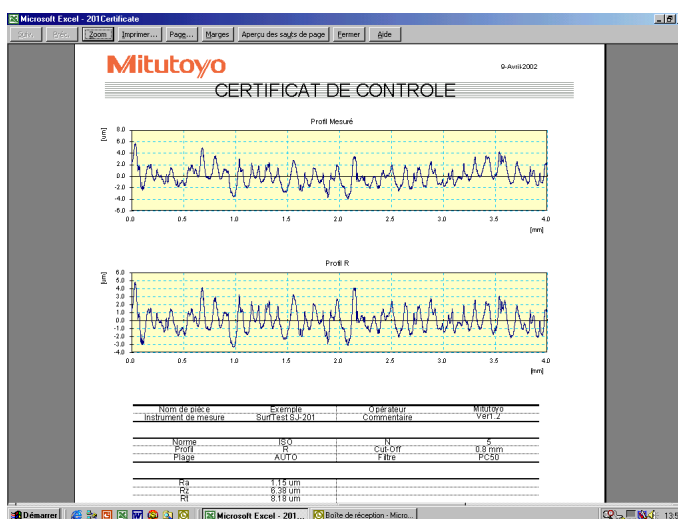 Microsoft Excel - 201Certificate
Suiv. Préc. Zoom Imprimer... Page... Marges Aperçu des sauts de page Fermer Aide
Mitutoyo
9-Avril-2002
CERTIFICAT DE CONTROLE
Profil Mesuré
[um]
8.0
6.0
4.0
2.0
0.0
-2.0
-4.0
-6.0
0.0 0.5 1.0 1.5 2.0 2.5 3.0 3.5 4.0
[mm]
Profil R
[um]
6.0
5.0
4.0
3.0
2.0
1.0
0.0
-1.0
-2.0
-3.0
-4.0
0.0 0.5 1.0 1.5 2.0 2.5 3.0 3.5 4.0
[mm]
Nom de pièce Exemple Opérateur Mitutoyo
Instrument de mesure SurfTest SJ-201 Commentaire Ver1.2
Norme ISO N 5
Profil R Cut-Off 0.8 mm
Plage AUTO Filtre PC50
Ra 1.15 um
Rz 6.38 um
Rt 8.18 um
Démarrer Microsoft Excel - 201... Boîte de réception - Micro...